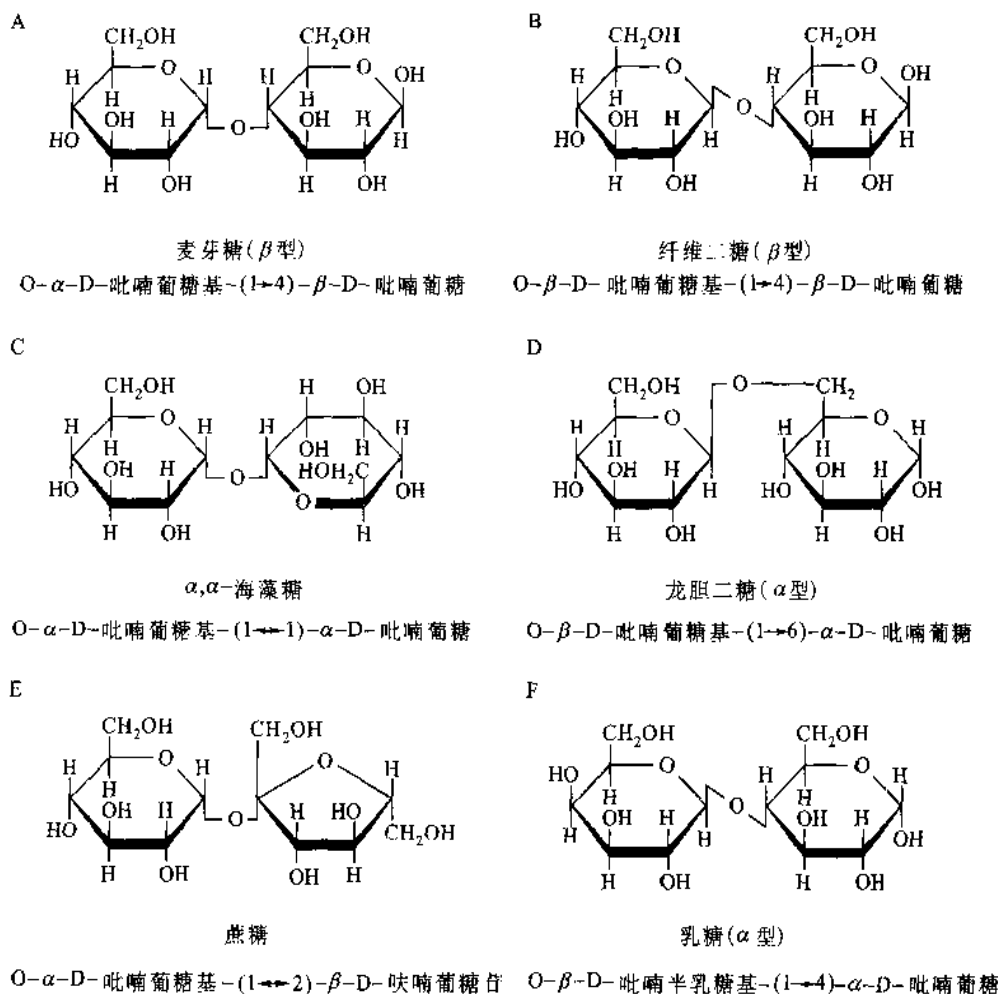 A
CH₂OH CH₂OH
H O H H O OH
H H
OH H O OH H
HO H
H OH H OH
麦芽糖(β型)
O-α-D-吡喃葡糖基-(1→4)-β-D-吡喃葡糖
B
CH₂OH CH₂OH
H O H O OH
H O H
OH H OH H
HO H H
H OH H OH
纤维二糖(β型)
O-β-D-吡喃葡糖基-(1→4)-β-D-吡喃葡糖
C
CH₂OH H OH
H O H H H
H OH H
OH H O HOH₂C
HO O OH
H OH H
α,α-海藻糖
O-α-D-吡喃葡糖基-(1↔1)-α-D-吡喃葡糖
D
CH₂OH O CH₂
H O H O H
H H
OH H OH H
HO H HO OH
H OH H OH
龙胆二糖(α型)
O-β-D-吡喃葡糖基-(1→6)-α-D-吡喃葡糖
E
CH₂OH CH₂OH
H O H O H
H
OH H O H HO
HO CH₂OH
H OH OH H
蔗糖
O-α-D-吡喃葡糖基-(1↔2)-β-D-呋喃葡糖苷
F
CH₂OH CH₂OH
HO O H O H
H O H
OH H OH H
H H OH
H OH H OH
乳糖(α型)
O-β-D-吡喃半乳糖基-(1→4)-α-D-吡喃葡糖